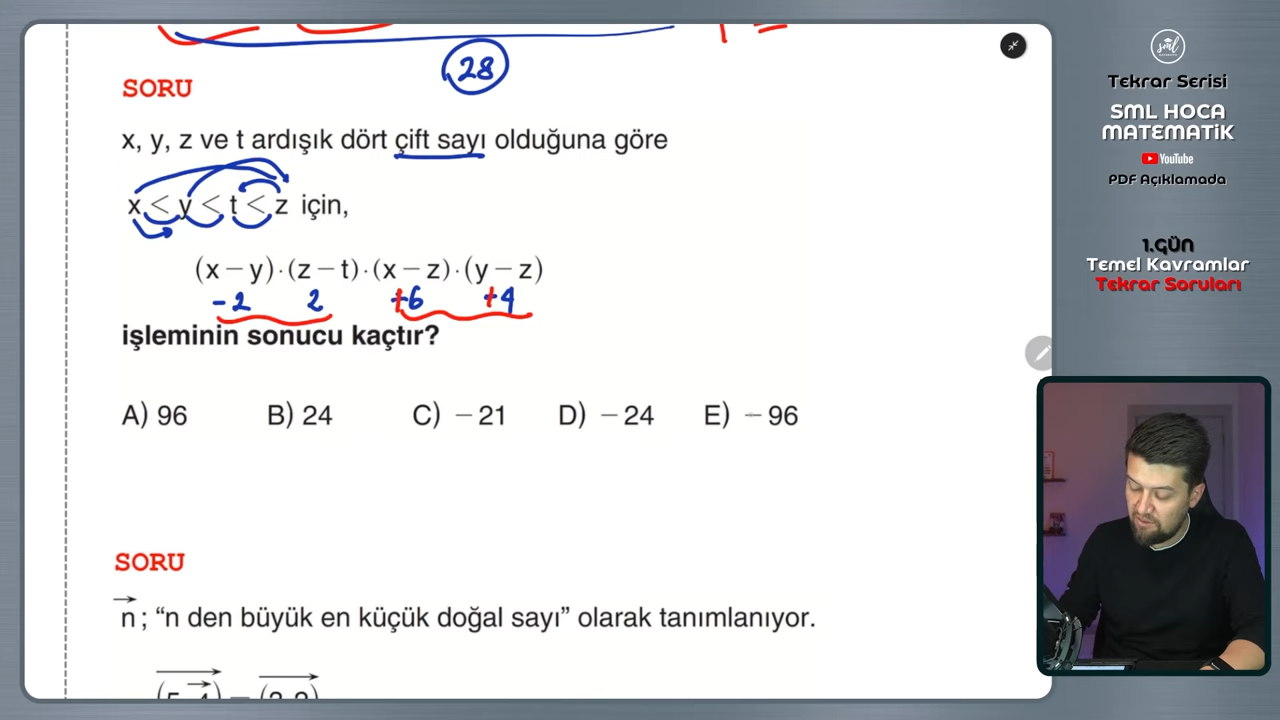 28
SORU
x, y, z ve t ardışık dört çift sayı olduğuna göre
x < y < t < z için,
(x − y) · (z − t) · (x − z) · (y − z)
-2 2 +6 +4
işleminin sonucu kaçtır?
A) 96 B) 24 C) − 21 D) − 24 E) − 96
SORU
n ; “n den büyük en küçük doğal sayı” olarak tanımlanıyor.
sml
Tekrar Serisi
SML HOCA
MATEMATİK
YouTube
PDF Açıklamada
1.GÜN
Temel Kavramlar
Tekrar Soruları